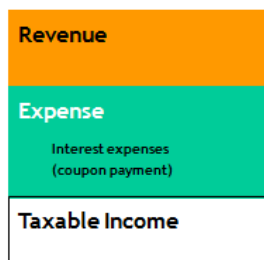 Revenue
Expense
Interest expenses
(coupon payment)
Taxable Income